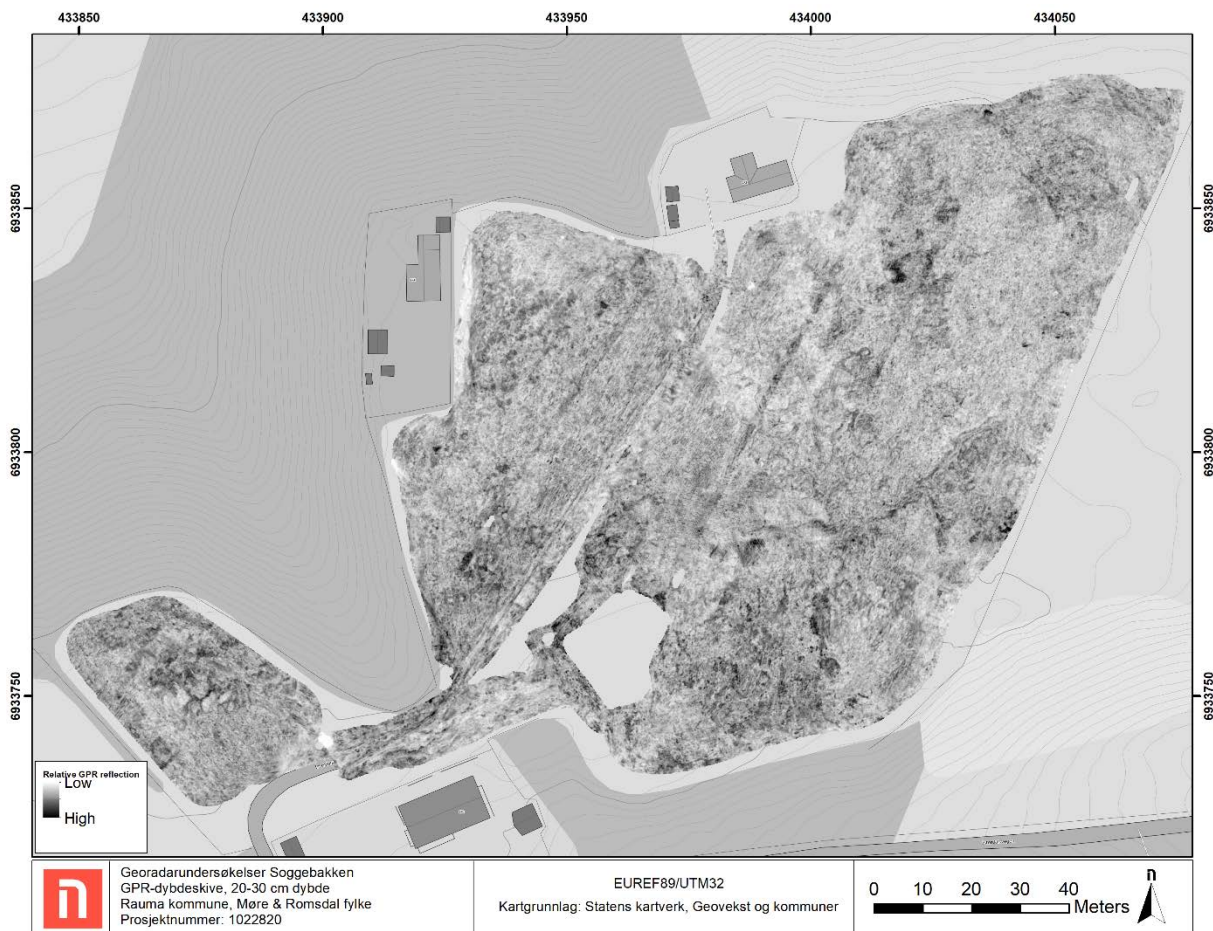 433850 433900 433950 434000 434050
6933850 6933850
6933800 6933800
6933750 6933750
Relative GPR reflection
Low
High
Georadarundersøkelser Soggebakken
GPR-dybdeskive, 20-30 cm dybde
Rauma kommune, Møre & Romsdal fylke
Prosjektnummer: 1022820
EUREF89/UTM32
Kartgrunnlag: Statens kartverk, Geovekst og kommuner
0 10 20 30 40
Meters
n